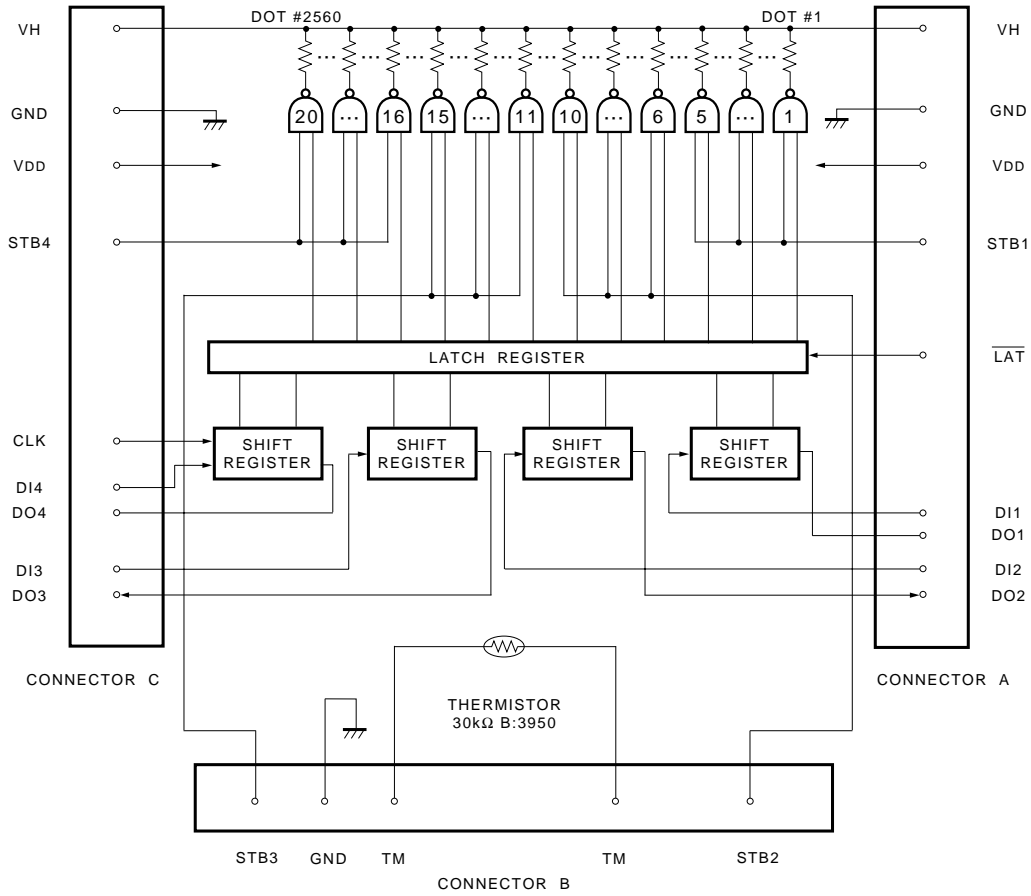 DOT #2560 DOT #1
VH VH
... ... ... ... ... ... ... ... ... ... ...
GND 20 ... 16 15 ... 11 10 ... 6 5 ... 1 GND
VDD VDD
STB4 STB1
LATCH REGISTER LAT
CLK
SHIFT REGISTER
SHIFT REGISTER
SHIFT REGISTER
SHIFT REGISTER
DI4
DO4 DI1
DO1
DI3 DI2
DO3 DO2
CONNECTOR C CONNECTOR A
THERMISTOR
30kΩ B:3950
STB3 GND TM TM STB2
CONNECTOR B